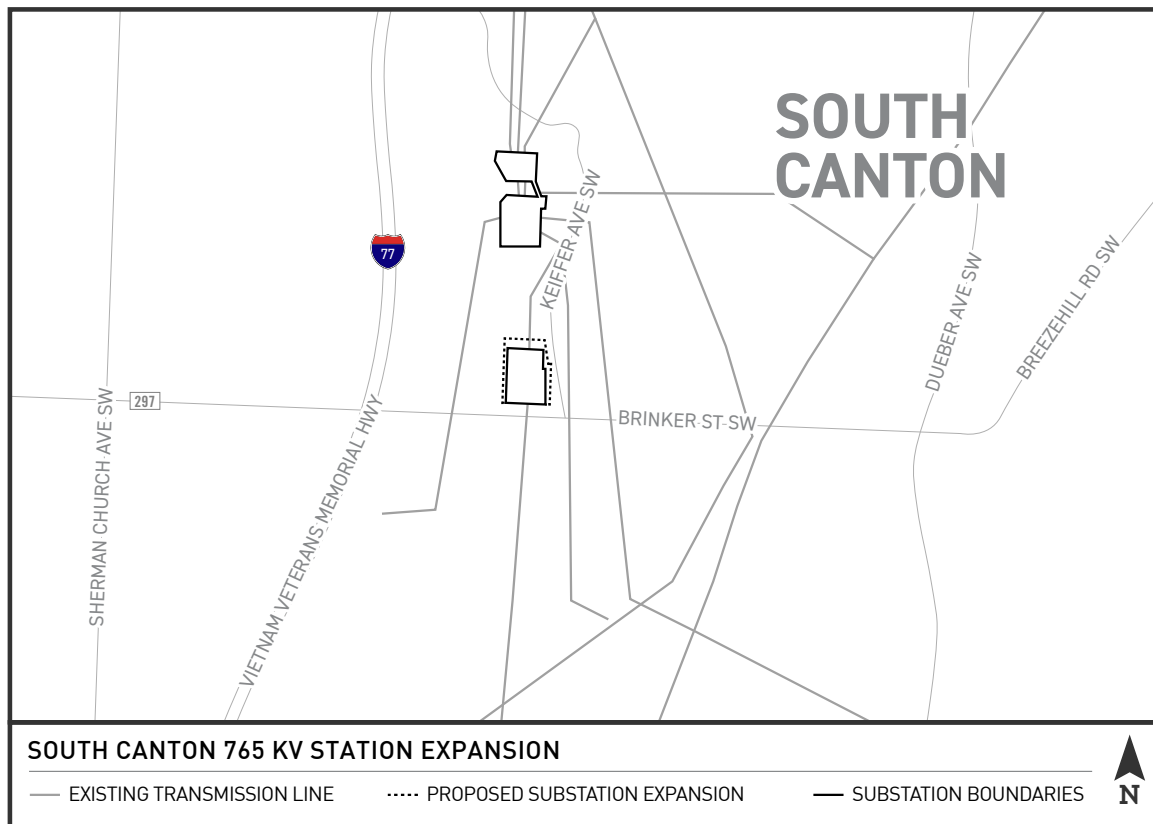 SOUTH
CANTON
KEIFFER AVE SW
77
DUEBER AVE SW
BREEZEHILL RD SW
SHERMAN CHURCH AVE SW
297
VIETNAM VETERANS MEMORIAL HWY
BRINKER ST SW
SOUTH CANTON 765 KV STATION EXPANSION
EXISTING TRANSMISSION LINE
PROPOSED SUBSTATION EXPANSION
SUBSTATION BOUNDARIES
N